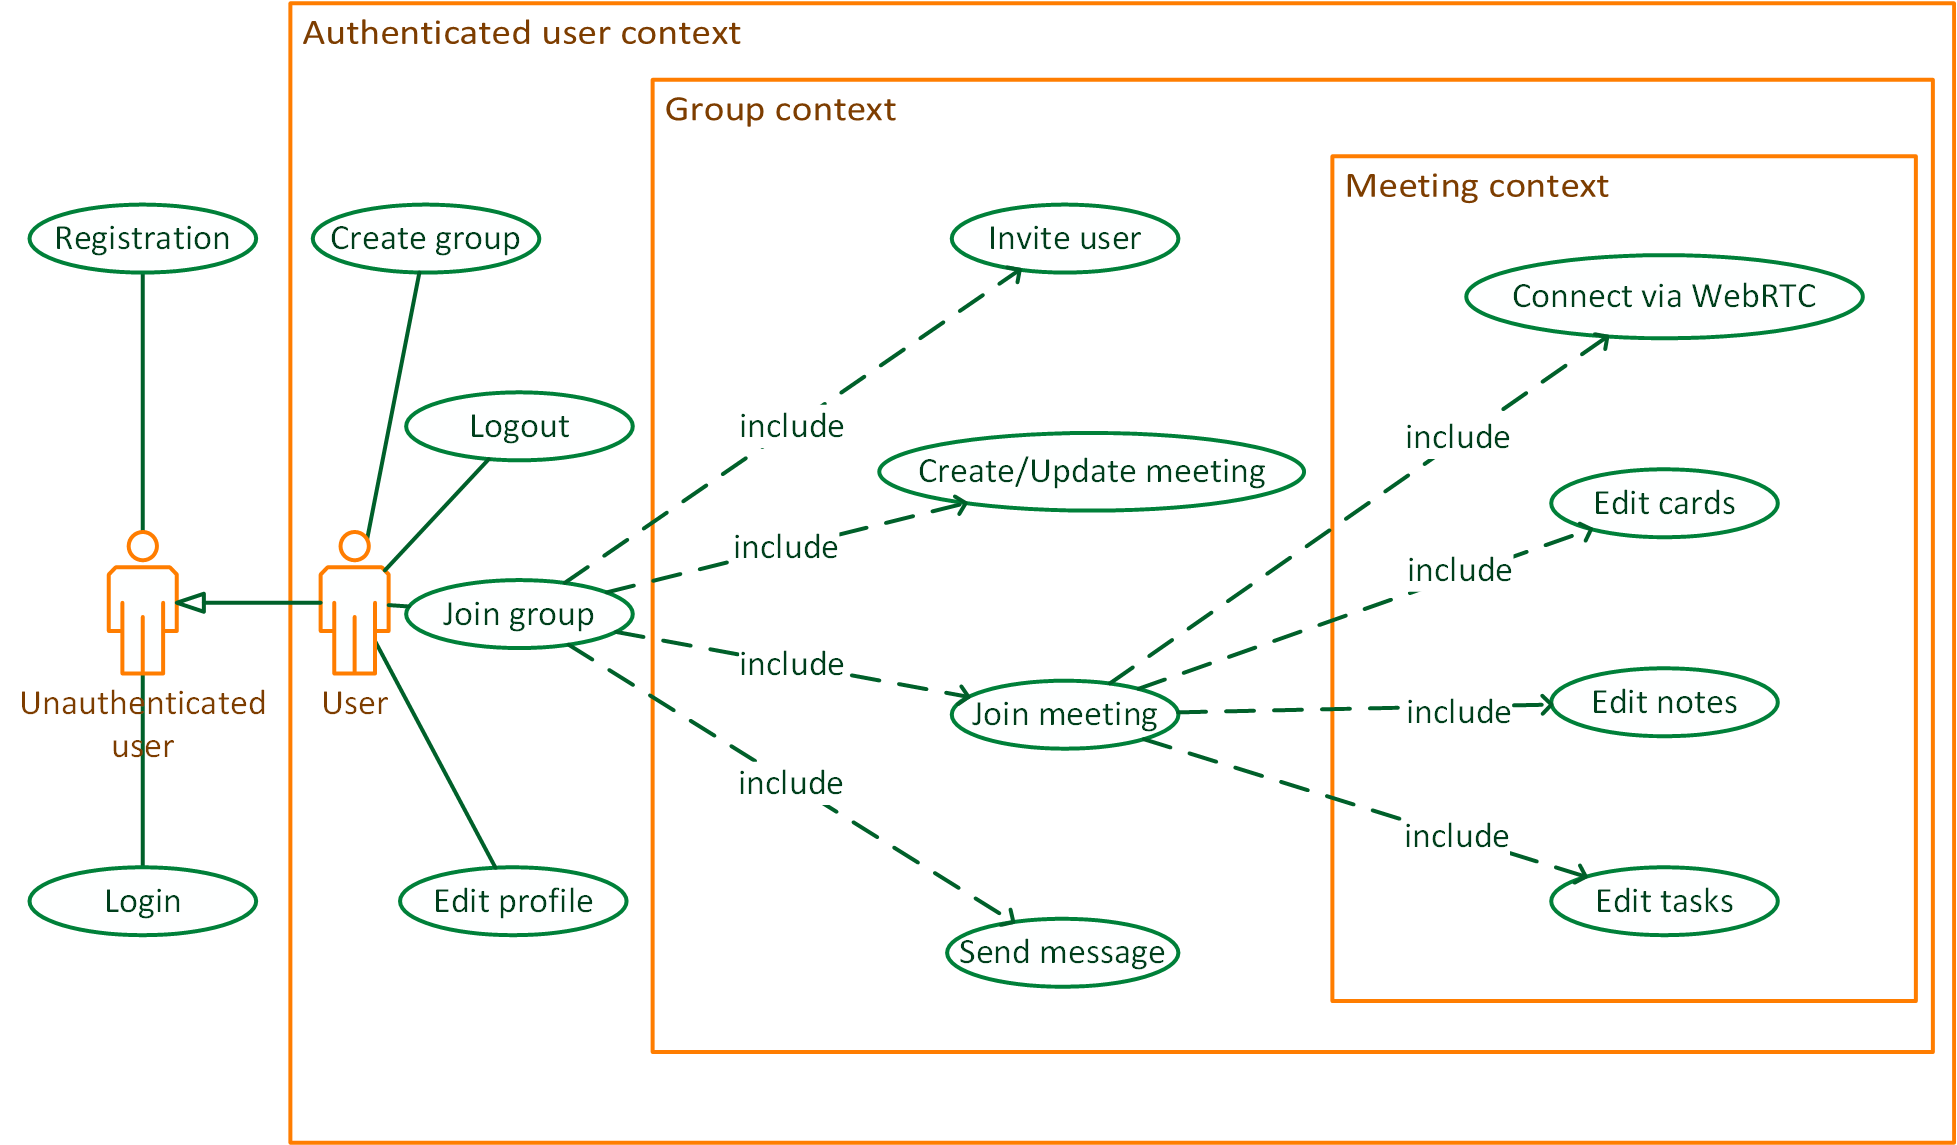 Authenticated user context
Group context
Meeting context
Registration
Create group
Invite user
Connect via WebRTC
Logout
include
include
Create/Update meeting
Edit cards
include
include
Join group
include
Unauthenticated
user
User
Join meeting
include
Edit notes
include
include
Login
Edit profile
Edit tasks
Send message